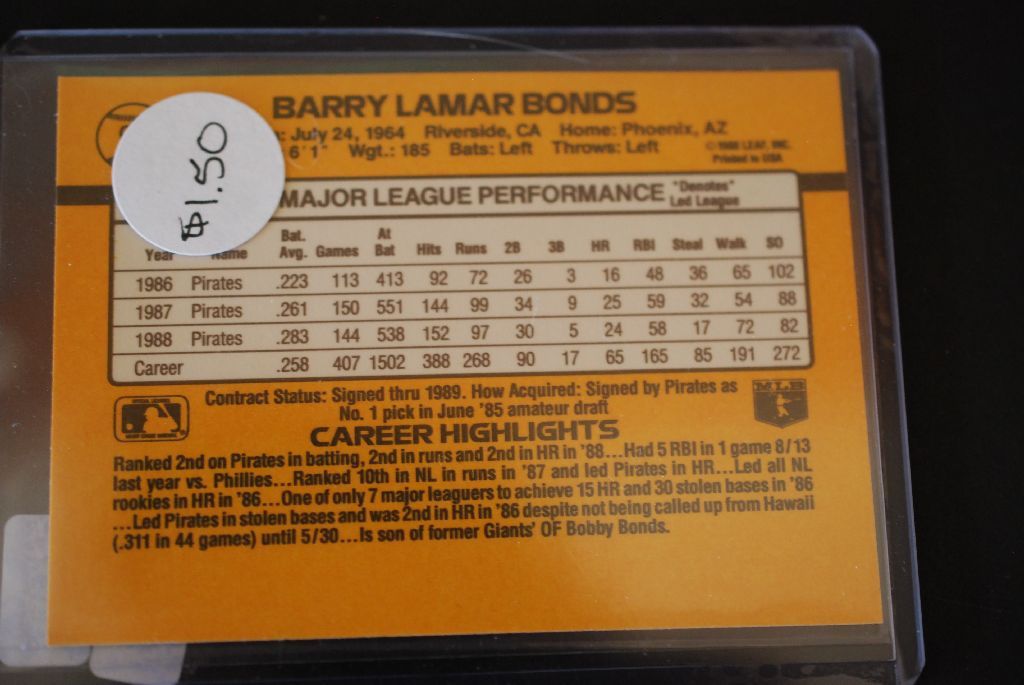 $1.50
BARRY LAMAR BONDS
: July 24, 1964 Riverside, CA Home: Phoenix, AZ
6'1" Wgt.: 185 Bats: Left Throws: Left
© 1988 LEAF, INC.
Printed in USA
MAJOR LEAGUE PERFORMANCE
"Denotes"
Led League
Year Name Bat. Avg. Games At Bat Hits Runs 2B 3B HR RBI Steal Walk SO
1986 Pirates .223 113 413 92 72 26 3 16 48 36 65 102
1987 Pirates .261 150 551 144 99 34 9 25 59 32 54 88
1988 Pirates .283 144 538 152 97 30 5 24 58 17 72 82
Career .258 407 1502 388 268 90 17 65 165 85 191 272
Contract Status: Signed thru 1989. How Acquired: Signed by Pirates as
No. 1 pick in June '85 amateur draft
MLB
CAREER HIGHLIGHTS
Ranked 2nd on Pirates in batting, 2nd in runs and 2nd in HR in '88...Had 5 RBI in 1 game 8/13
last year vs. Phillies...Ranked 10th in NL in runs in '87 and led Pirates in HR...Led all NL
rookies in HR in '86...One of only 7 major leaguers to achieve 15 HR and 30 stolen bases in '86
...Led Pirates in stolen bases and was 2nd in HR in '86 despite not being called up from Hawaii
(.311 in 44 games) until 5/30...Is son of former Giants' OF Bobby Bonds.